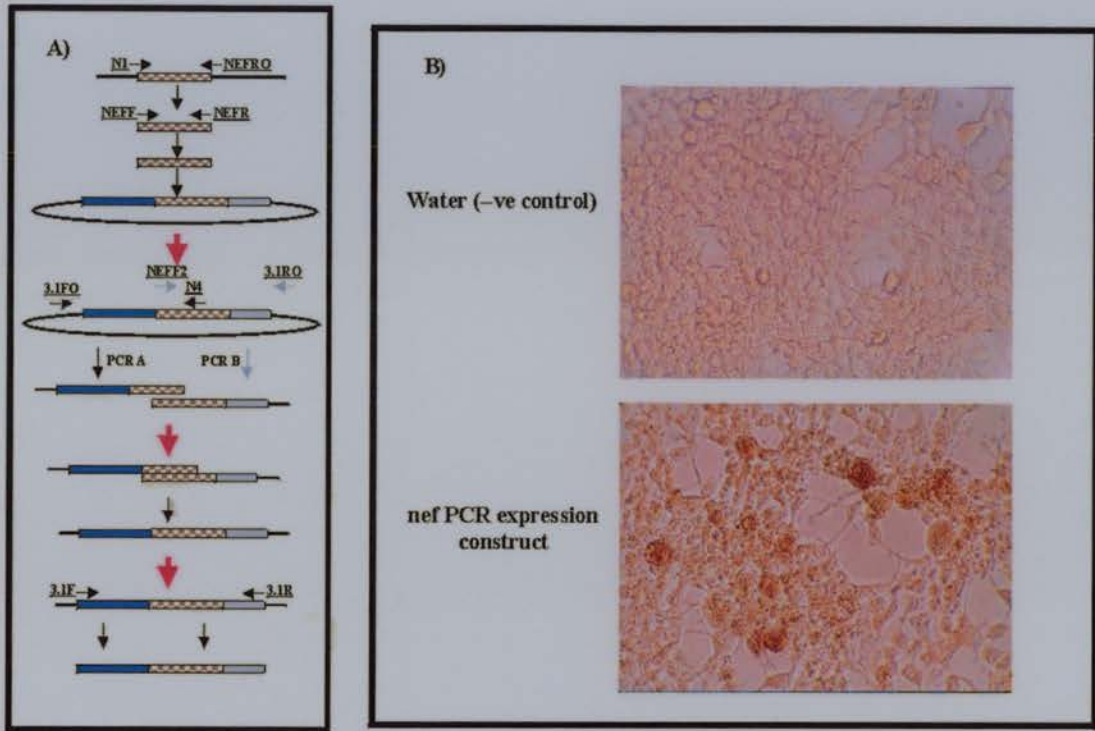 A)
N1
NEFRO
NEFF
NEFR
NEFF2
3.1RO
3.1FO
N4
PCR A
PCR B
3.1F
3.1R
B)
Water (–ve control)
nef PCR expression
construct